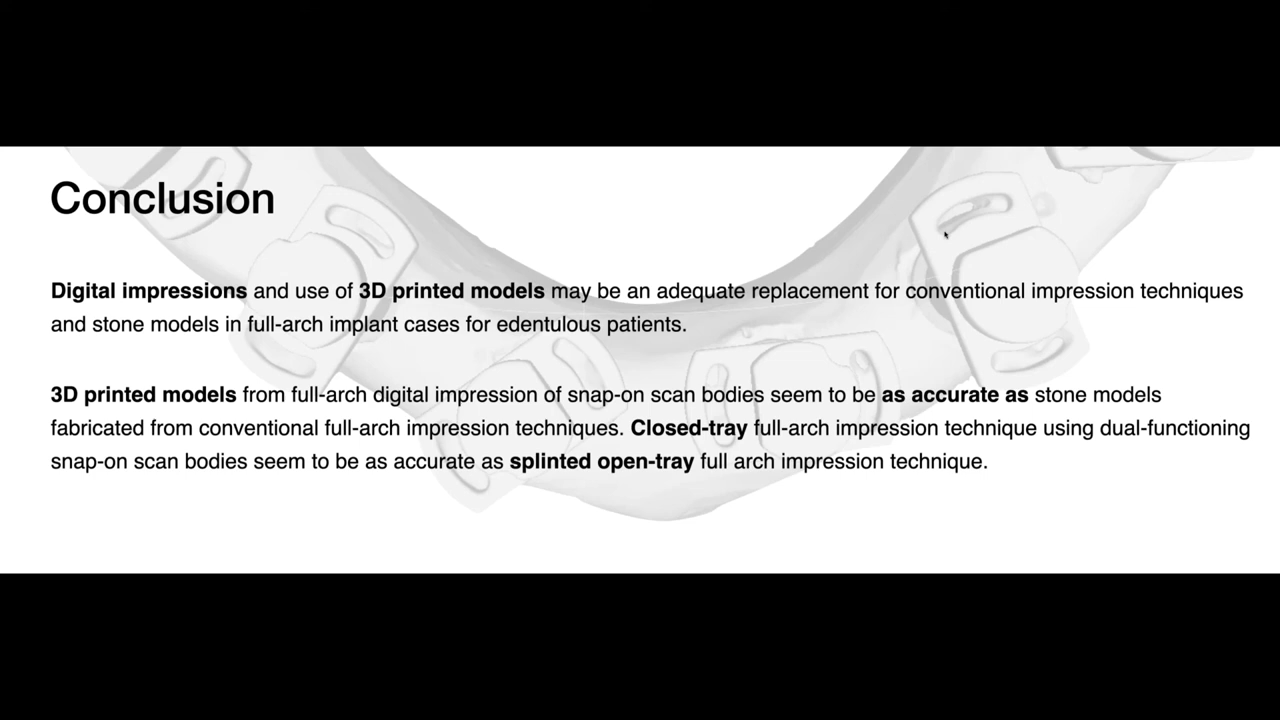 Conclusion
Digital impressions and use of 3D printed models may be an adequate replacement for conventional impression techniques
and stone models in full-arch implant cases for edentulous patients.
3D printed models from full-arch digital impression of snap-on scan bodies seem to be as accurate as stone models
fabricated from conventional full-arch impression techniques. Closed-tray full-arch impression technique using dual-functioning
snap-on scan bodies seem to be as accurate as splinted open-tray full arch impression technique.